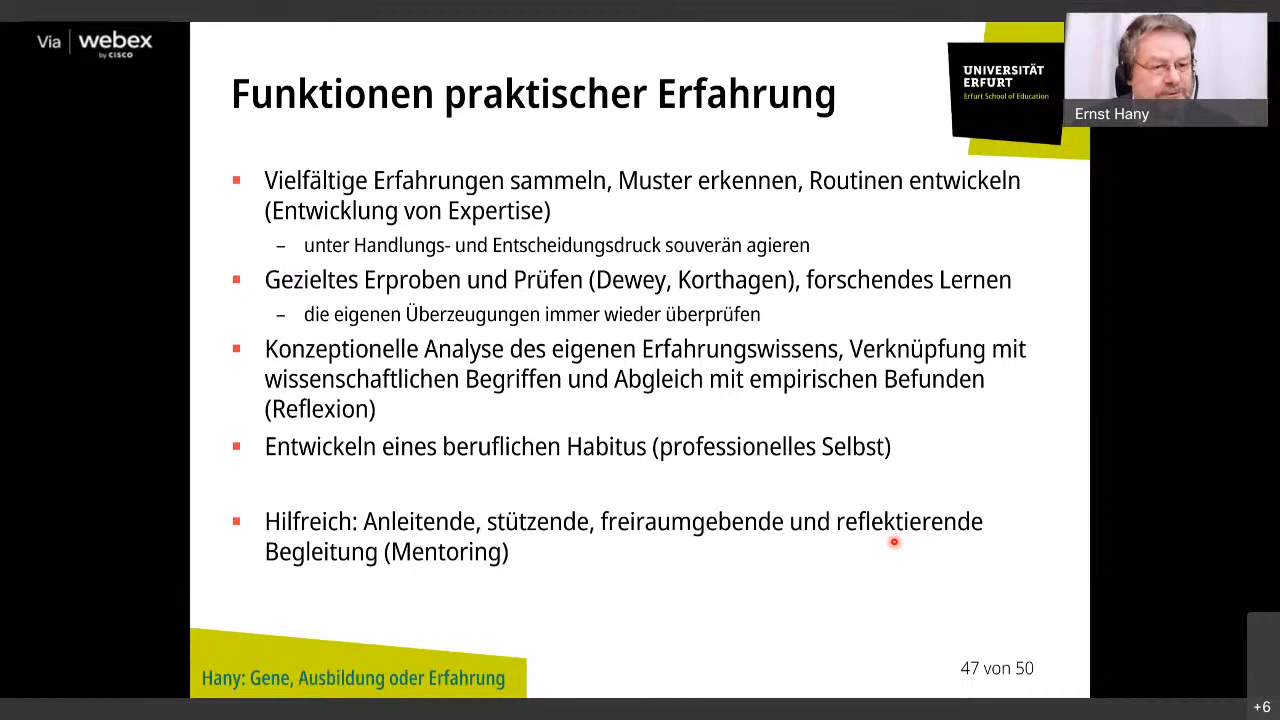 Via webex
by CISCO
Funktionen praktischer Erfahrung
UNIVERSITÄT
ERFURT
Erfurt School of Education
Ernst Hany
Vielfältige Erfahrungen sammeln, Muster erkennen, Routinen entwickeln
(Entwicklung von Expertise)
– unter Handlungs- und Entscheidungsdruck souverän agieren
Gezieltes Erproben und Prüfen (Dewey, Korthagen), forschendes Lernen
– die eigenen Überzeugungen immer wieder überprüfen
Konzeptionelle Analyse des eigenen Erfahrungswissens, Verknüpfung mit
wissenschaftlichen Begriffen und Abgleich mit empirischen Befunden
(Reflexion)
Entwickeln eines beruflichen Habitus (professionelles Selbst)
Hilfreich: Anleitende, stützende, freiraumgebende und reflektierende
Begleitung (Mentoring)
Hany: Gene, Ausbildung oder Erfahrung
47 von 50
+6